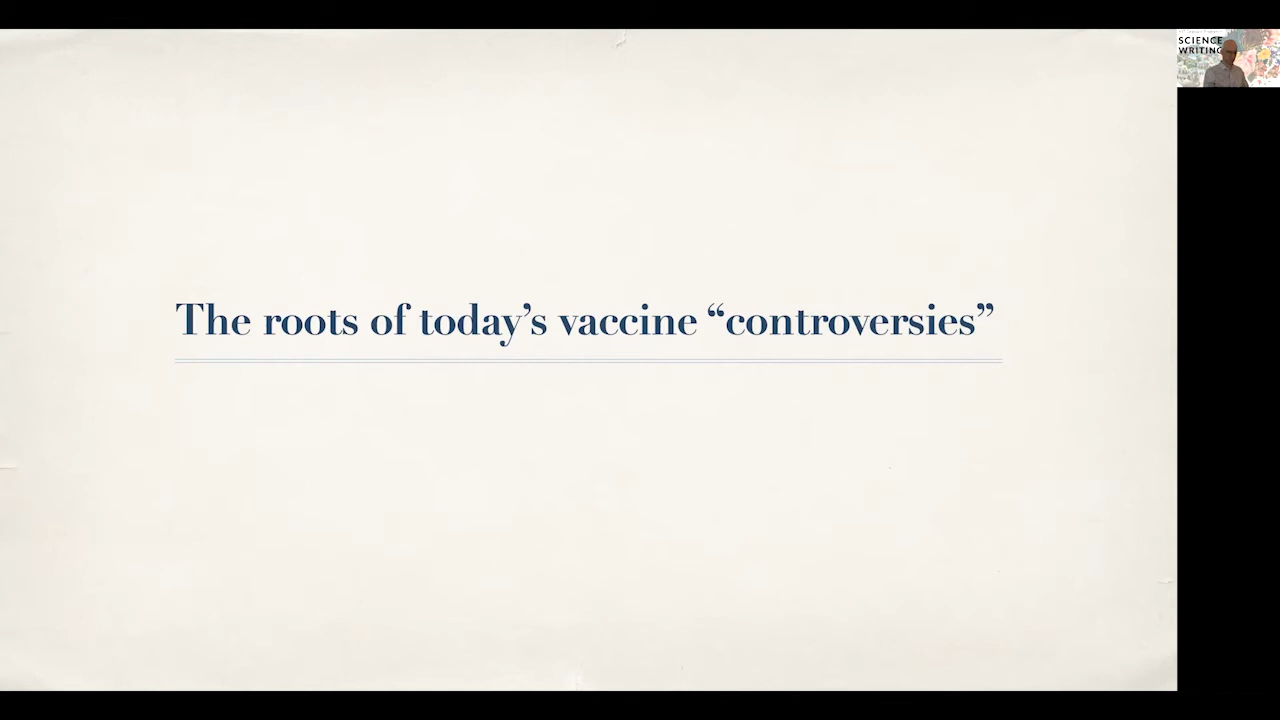 The roots of today’s vaccine “controversies”
SCIENCE
WRITING